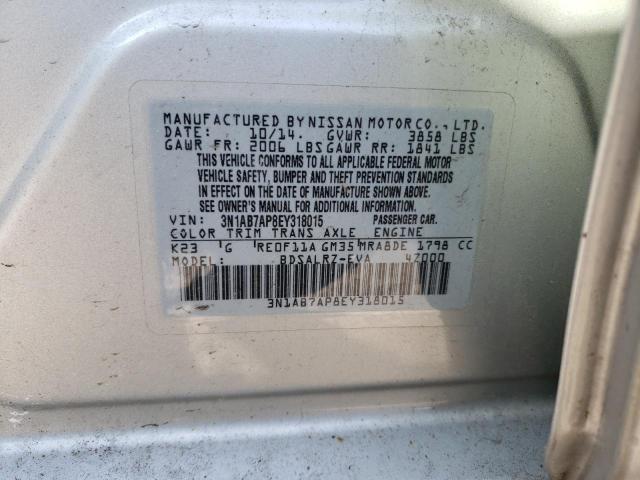 MANUFACTURED BY NISSAN MOTOR CO., LTD.
DATE: 10/14. GVWR: 3858 LBS
GAWR FR: 2006 LBS GAWR RR: 1841 LBS
THIS VEHICLE CONFORMS TO ALL APPLICABLE FEDERAL MOTOR
VEHICLE SAFETY, BUMPER AND THEFT PREVENTION STANDARDS
IN EFFECT ON THE DATE OF MANUFACTURE SHOWN ABOVE.
SEE OWNER'S MANUAL FOR ADDITIONAL INFORMATION.
VIN: 3N1AB7AP8EY318015 PASSENGER CAR.
COLOR TRIM TRANS AXLE ENGINE
K23 G RE0F11A GM35 MRA8DE 1798 CC
BDSALRZ-EVA 4Z000
3N1AB7AP8EY318015